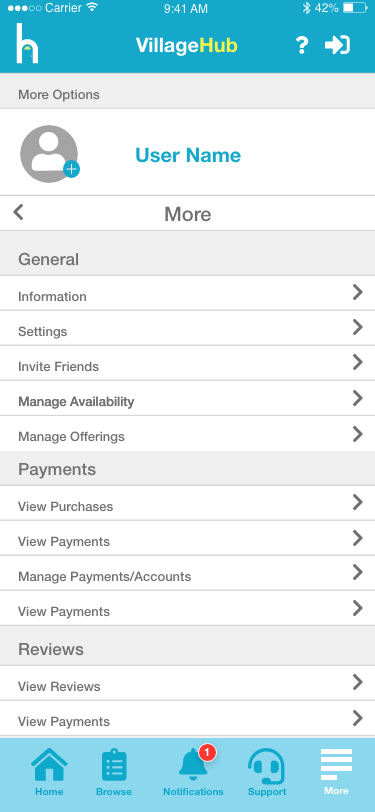 ●●●○○ Carrier 9:41 AM 42%
h VillageHub ?
More Options
+ User Name
More
General
Information
Settings
Invite Friends
Manage Availability
Manage Offerings
Payments
View Purchases
View Payments
Manage Payments/Accounts
View Payments
Reviews
View Reviews
View Payments
1
Home Browse Notifications Support More